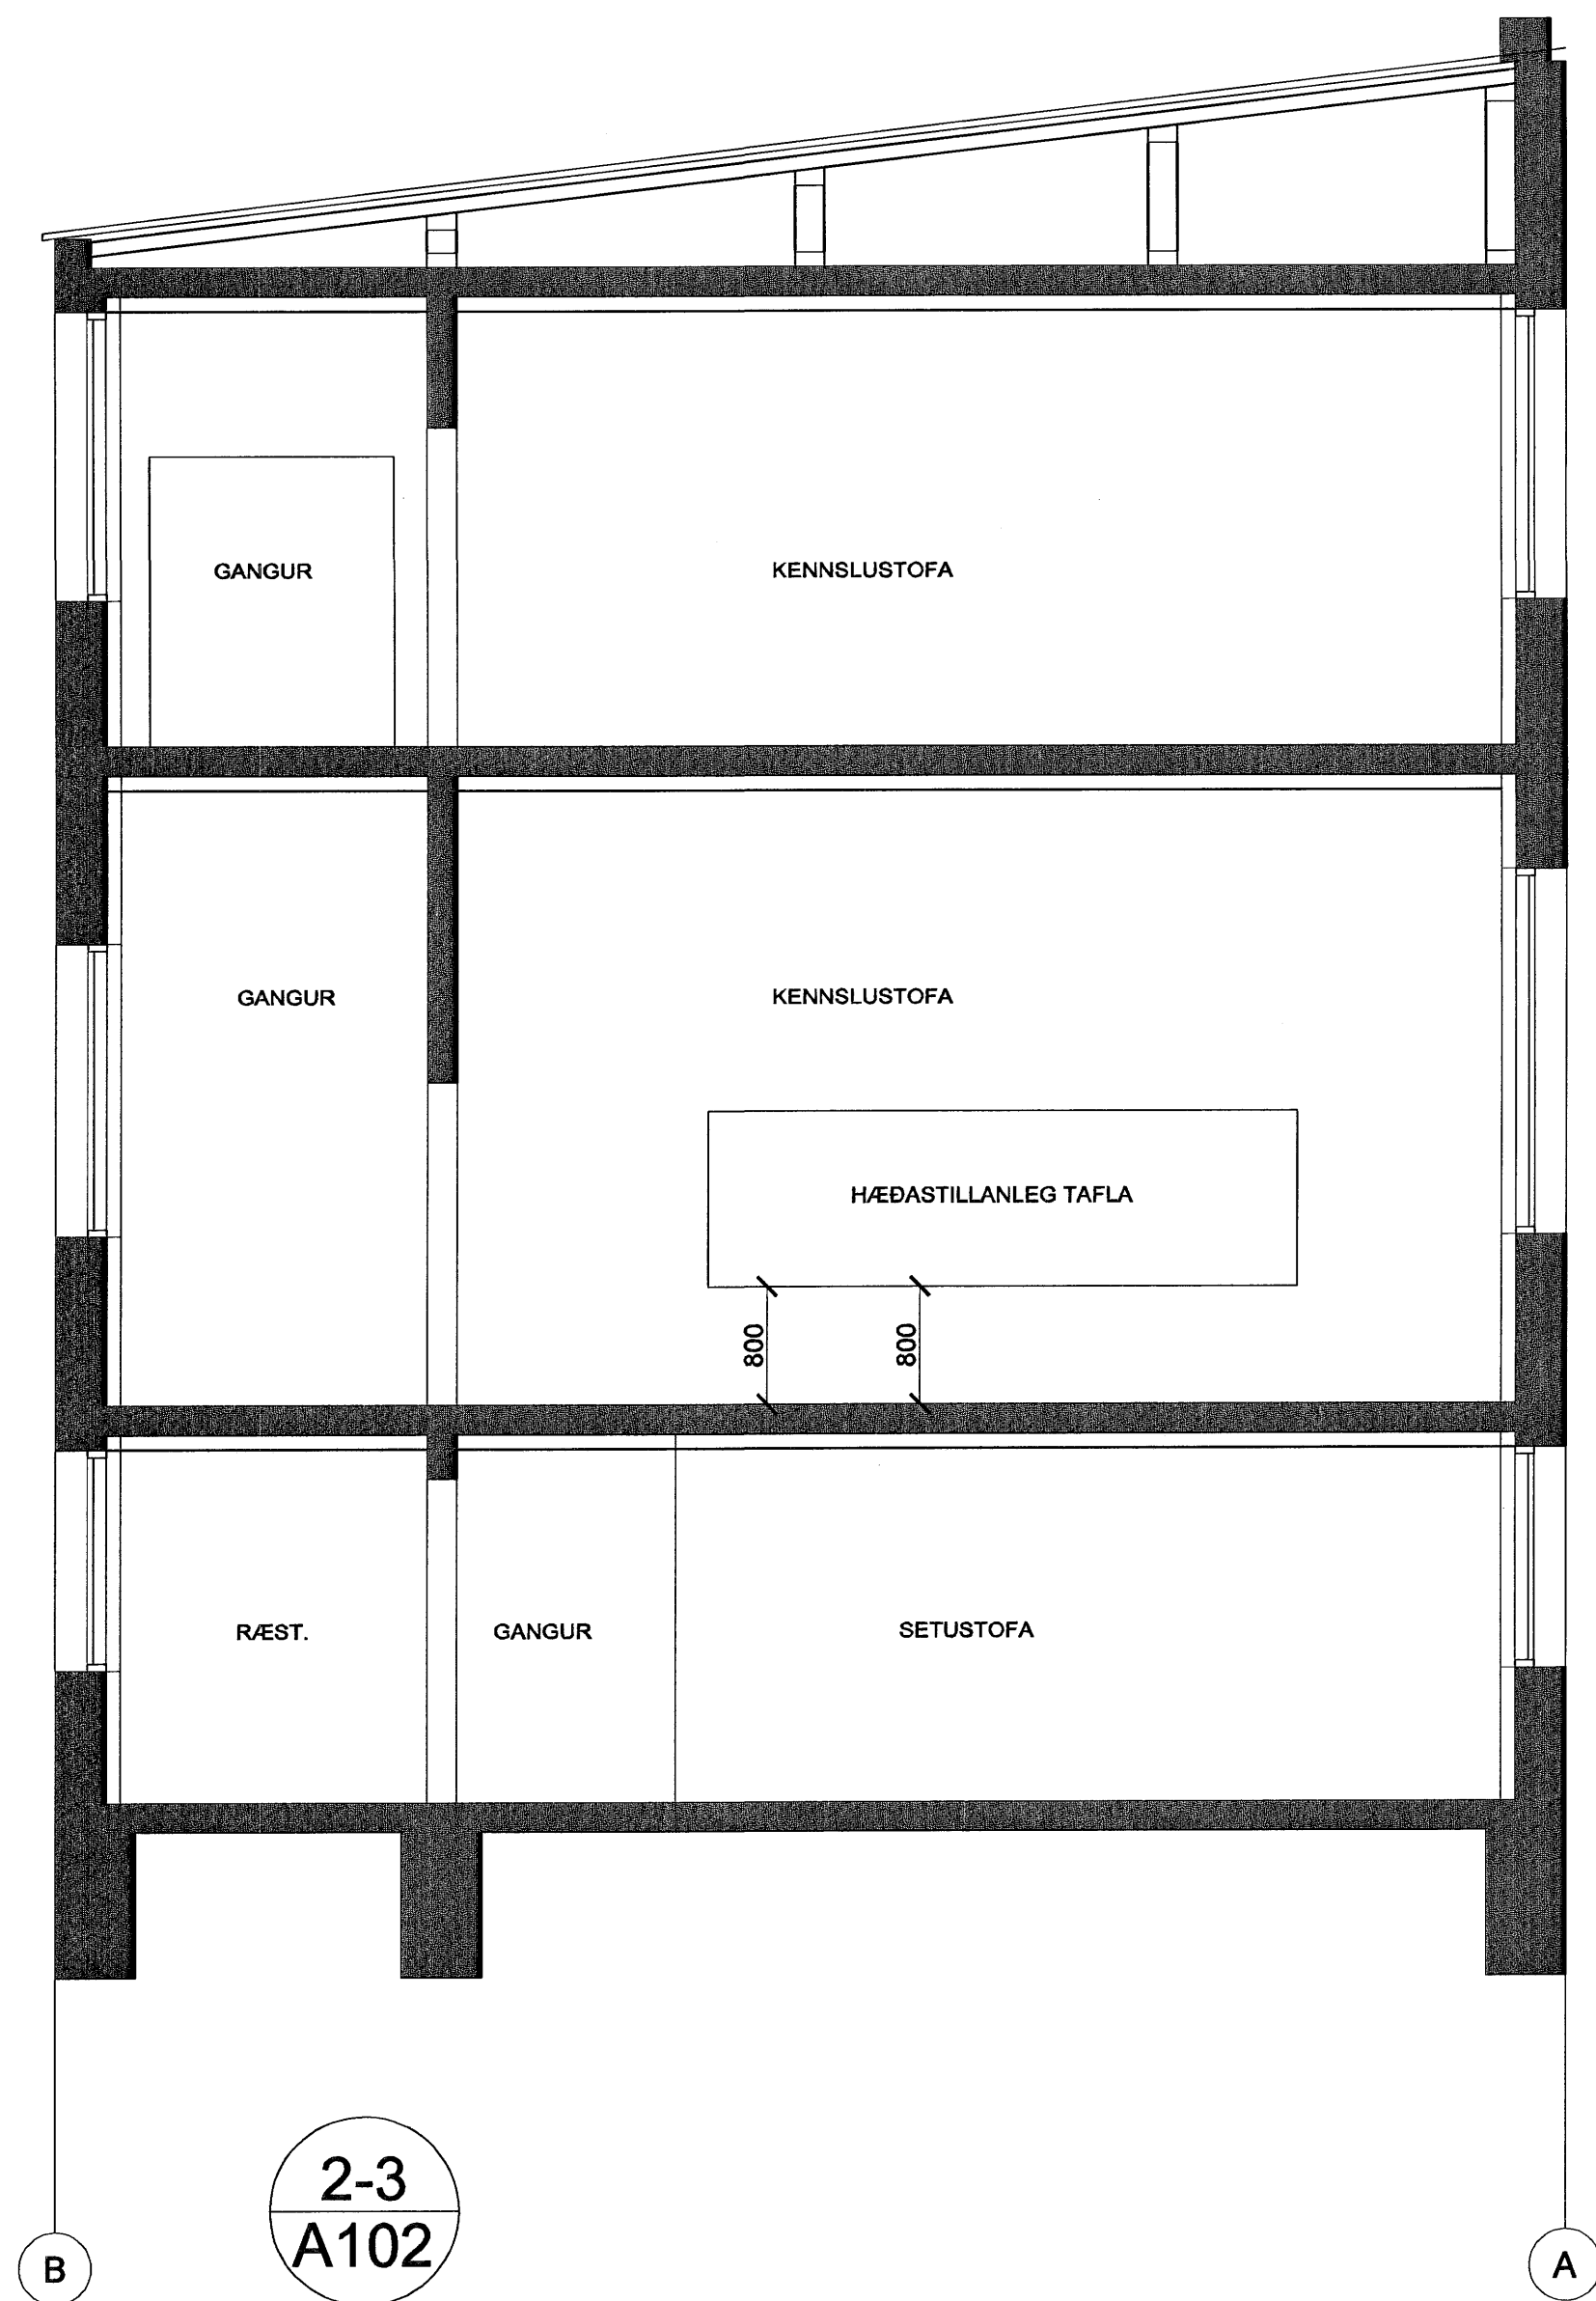 GANGUR
KENNSLUSTOFA
GANGUR
KENNSLUSTOFA
HÆÐASTILLANLEG TAFLA
800
800
RÆST.
GANGUR
SETUSTOFA
2-3
A102
B
A